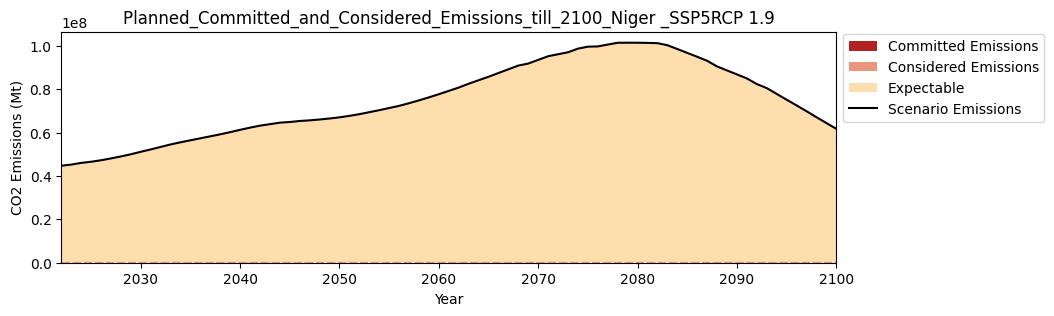 Planned_Committed_and_Considered_Emissions_till_2100_Niger _SSP5RCP 1.9
1e8
1.0
0.8
0.6
0.4
0.2
0.0
CO2 Emissions (Mt)
2030 2040 2050 2060 2070 2080 2090 2100
Year
Committed Emissions
Considered Emissions
Expectable
Scenario Emissions